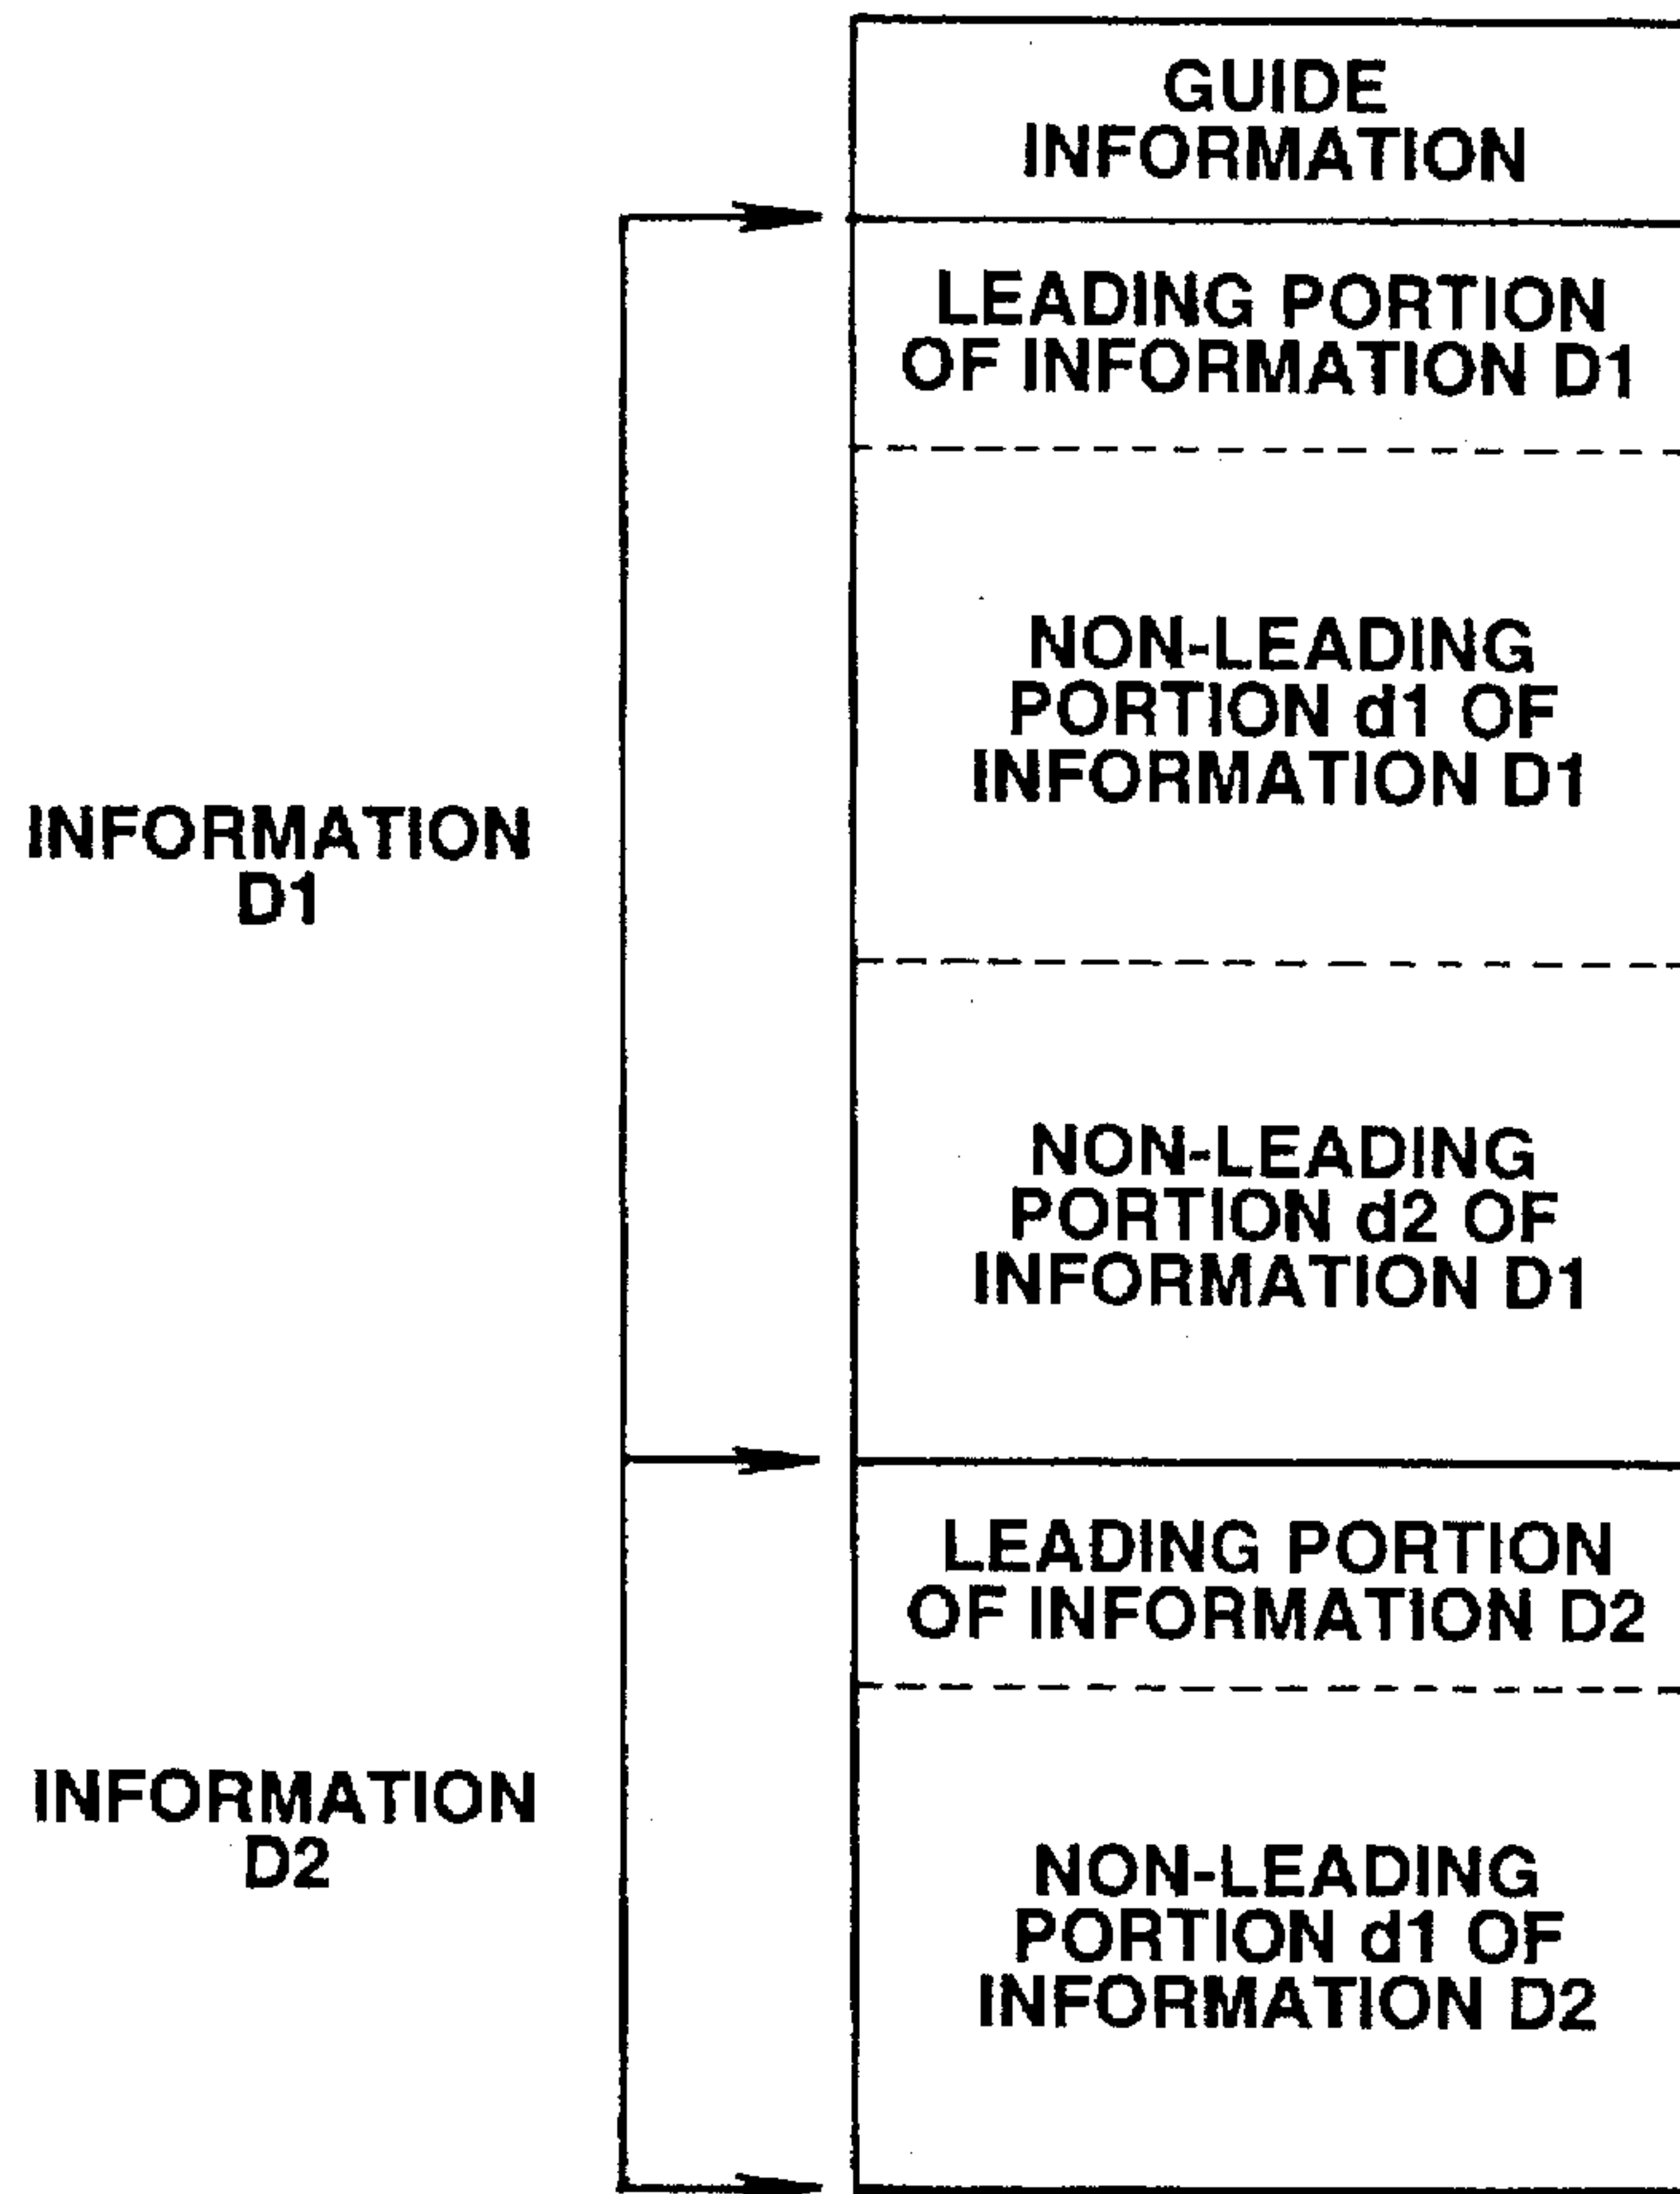 GUIDE
INFORMATION
LEADING PORTION
OF INFORMATION D1
NON-LEADING
PORTION d1 OF
INFORMATION D1
INFORMATION
D1
NON-LEADING
PORTION d2 OF
INFORMATION D1
LEADING PORTION
OF INFORMATION D2
INFORMATION
D2
NON-LEADING
PORTION d1 OF
INFORMATION D2